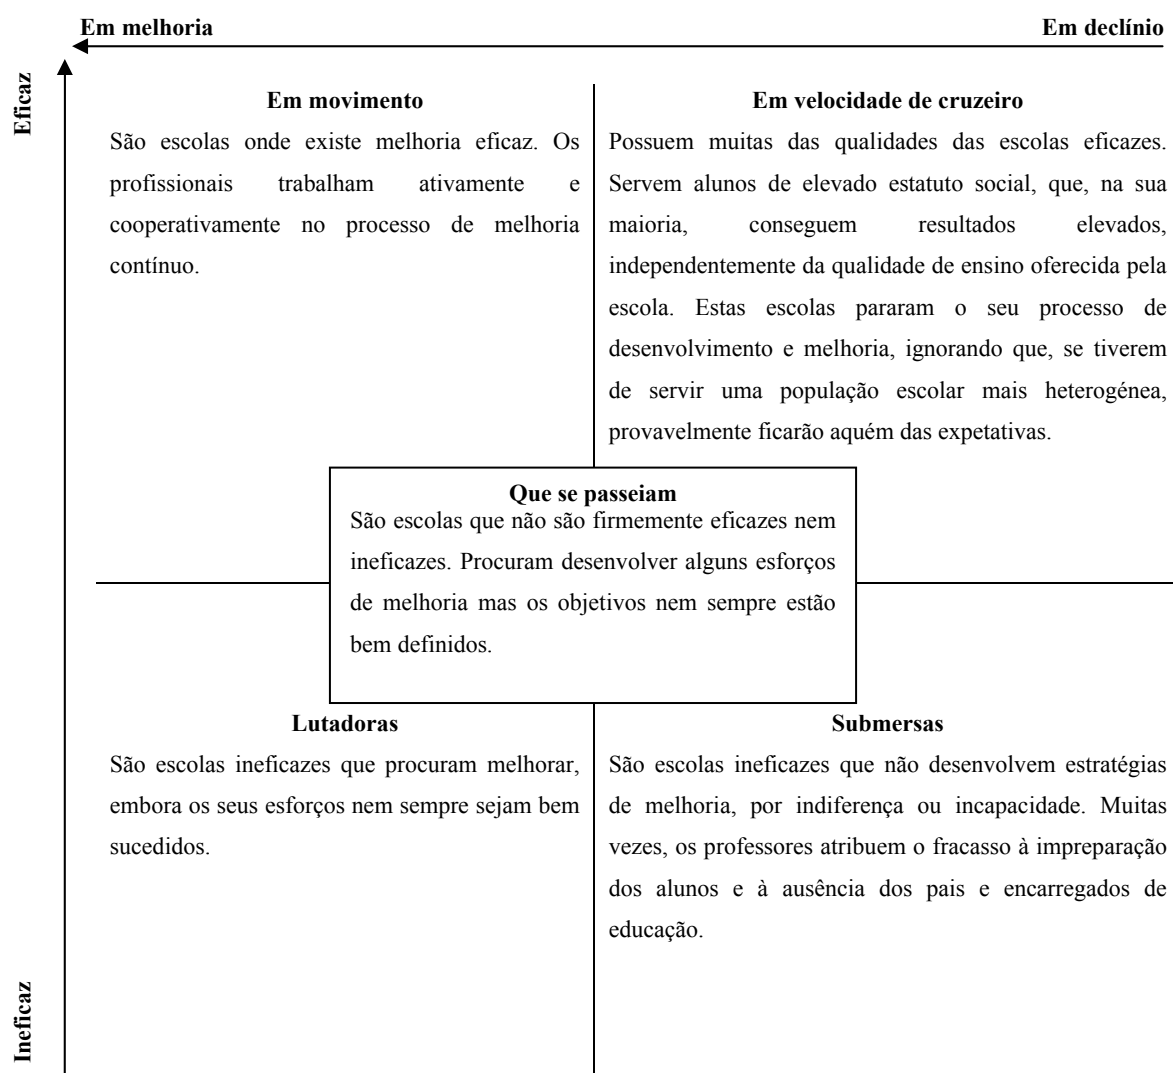 Em melhoria
Em declínio
Eficaz
Em movimento
São escolas onde existe melhoria eficaz. Os
profissionais trabalham ativamente e
cooperativamente no processo de melhoria
contínuo.
Em velocidade de cruzeiro
Possuem muitas das qualidades das escolas eficazes.
Servem alunos de elevado estatuto social, que, na sua
maioria, conseguem resultados elevados,
independentemente da qualidade de ensino oferecida pela
escola. Estas escolas pararam o seu processo de
desenvolvimento e melhoria, ignorando que, se tiverem
de servir uma população escolar mais heterogénea,
provavelmente ficarão aquém das expetativas.
Que se passeiam
São escolas que não são firmemente eficazes nem
ineficazes. Procuram desenvolver alguns esforços
de melhoria mas os objetivos nem sempre estão
bem definidos.
Lutadoras
São escolas ineficazes que procuram melhorar,
embora os seus esforços nem sempre sejam bem
sucedidos.
Submersas
São escolas ineficazes que não desenvolvem estratégias
de melhoria, por indiferença ou incapacidade. Muitas
vezes, os professores atribuem o fracasso à impreparação
dos alunos e à ausência dos pais e encarregados de
educação.
Ineficaz